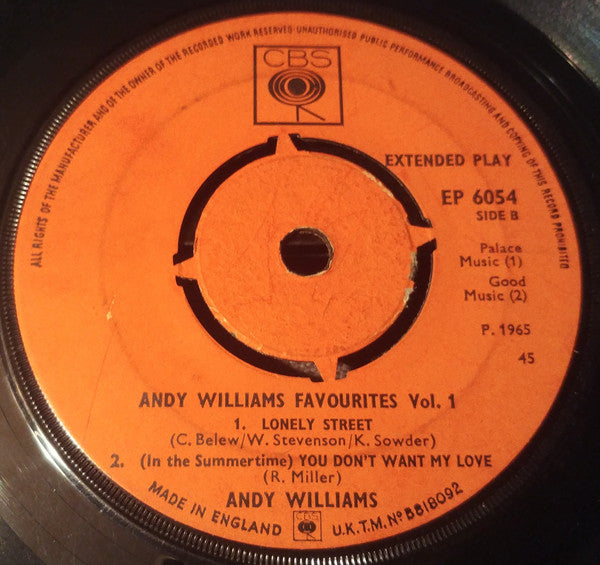 ALL RIGHTS OF THE MANUFACTURER AND OF THE OWNER OF THE RECORDED WORK RESERVED. UNAUTHORISED PUBLIC PERFORMANCE, BROADCASTING AND COPYING OF THIS RECORD PROHIBITED
CBS
EXTENDED PLAY
EP 6054
SIDE B
Palace
Music (1)
Good
Music (2)
P. 1965
45
ANDY WILLIAMS FAVOURITES Vol. 1
1. LONELY STREET
(C. Belew/W. Stevenson/K. Sowder)
2. (In the Summertime) YOU DON'T WANT MY LOVE
(R. Miller)
ANDY WILLIAMS
MADE IN ENGLAND CBS U.K.T.M. Nº B818092